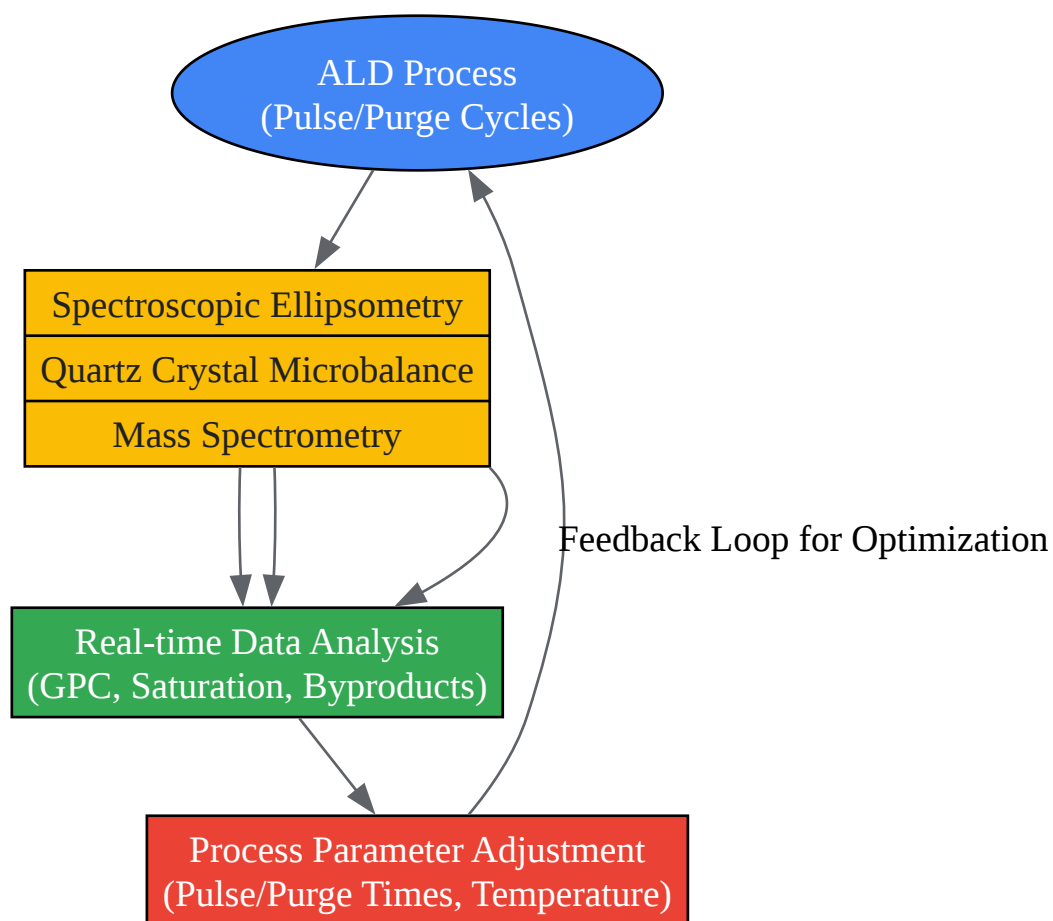 ALD Process
(Pulse/Purge Cycles)
Spectroscopic Ellipsometry
Quartz Crystal Microbalance
Mass Spectrometry
Feedback Loop for Optimization
Real-time Data Analysis
(GPC, Saturation, Byproducts)
Process Parameter Adjustment
(Pulse/Purge Times, Temperature)